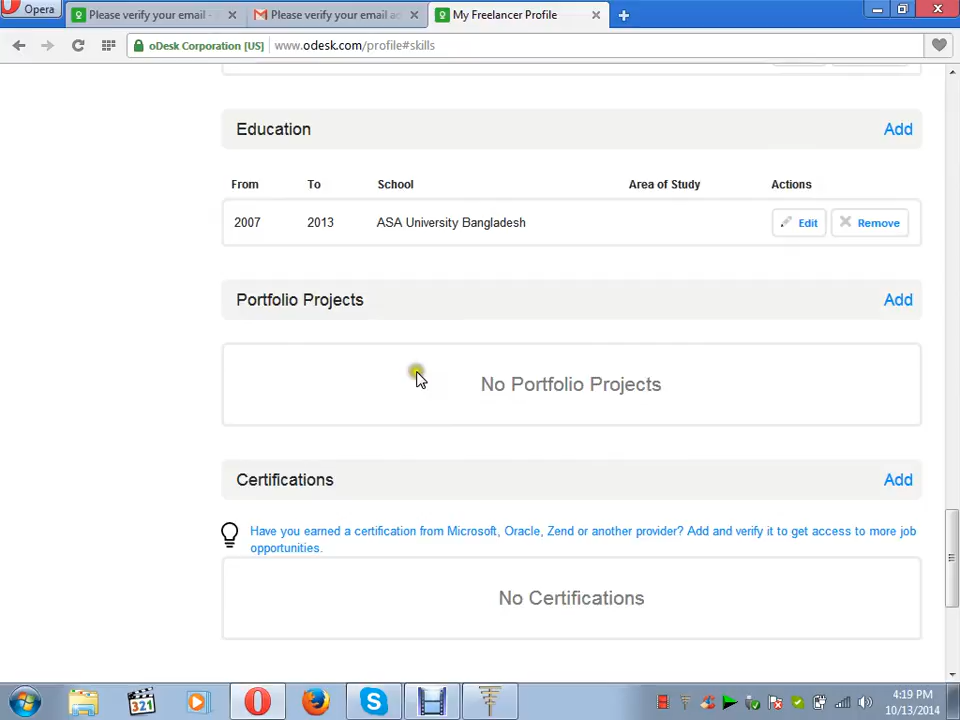 Opera
Please verify your email -
Please verify your email ad
My Freelancer Profile
oDesk Corporation [US]
www.odesk.com/profile#skills
Education
Add
From
To
School
Area of Study
Actions
2007
2013
ASA University Bangladesh
Edit
Remove
Portfolio Projects
Add
No Portfolio Projects
Certifications
Add
Have you earned a certification from Microsoft, Oracle, Zend or another provider? Add and verify it to get access to more job
opportunities.
No Certifications
321
4:19 PM
10/13/2014